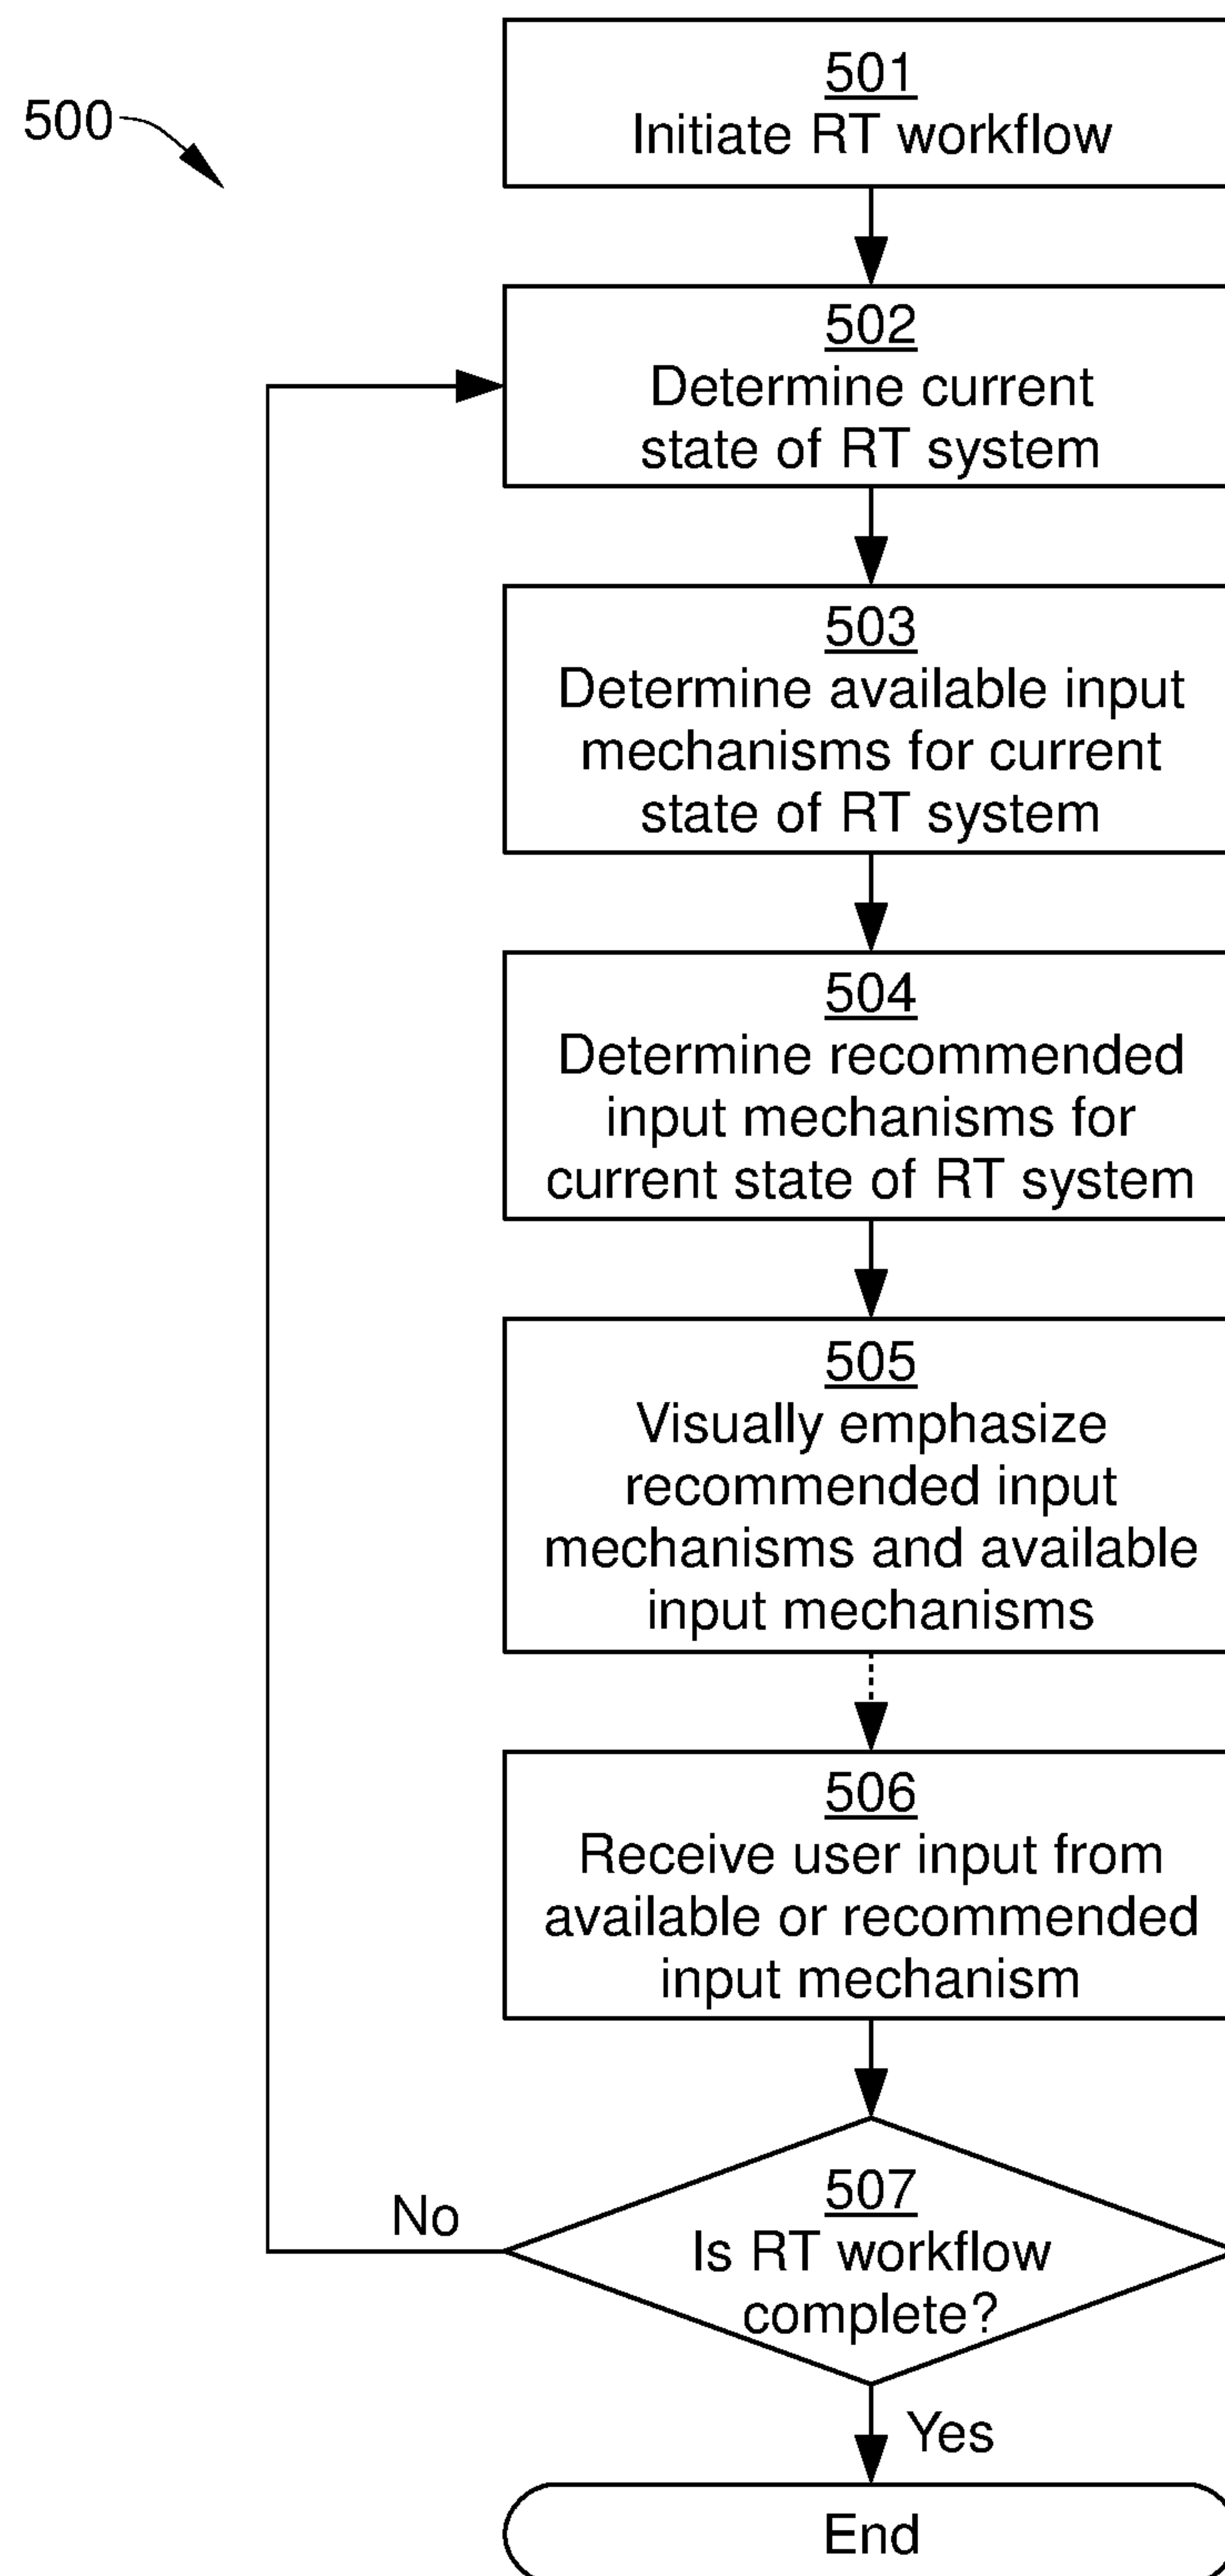 500
501
Initiate RT workflow
502
Determine current
state of RT system
503
Determine available input
mechanisms for current
state of RT system
504
Determine recommended
input mechanisms for
current state of RT system
505
Visually emphasize
recommended input
mechanisms and available
input mechanisms
506
Receive user input from
available or recommended
input mechanism
507
Is RT workflow
complete?
No
Yes
End